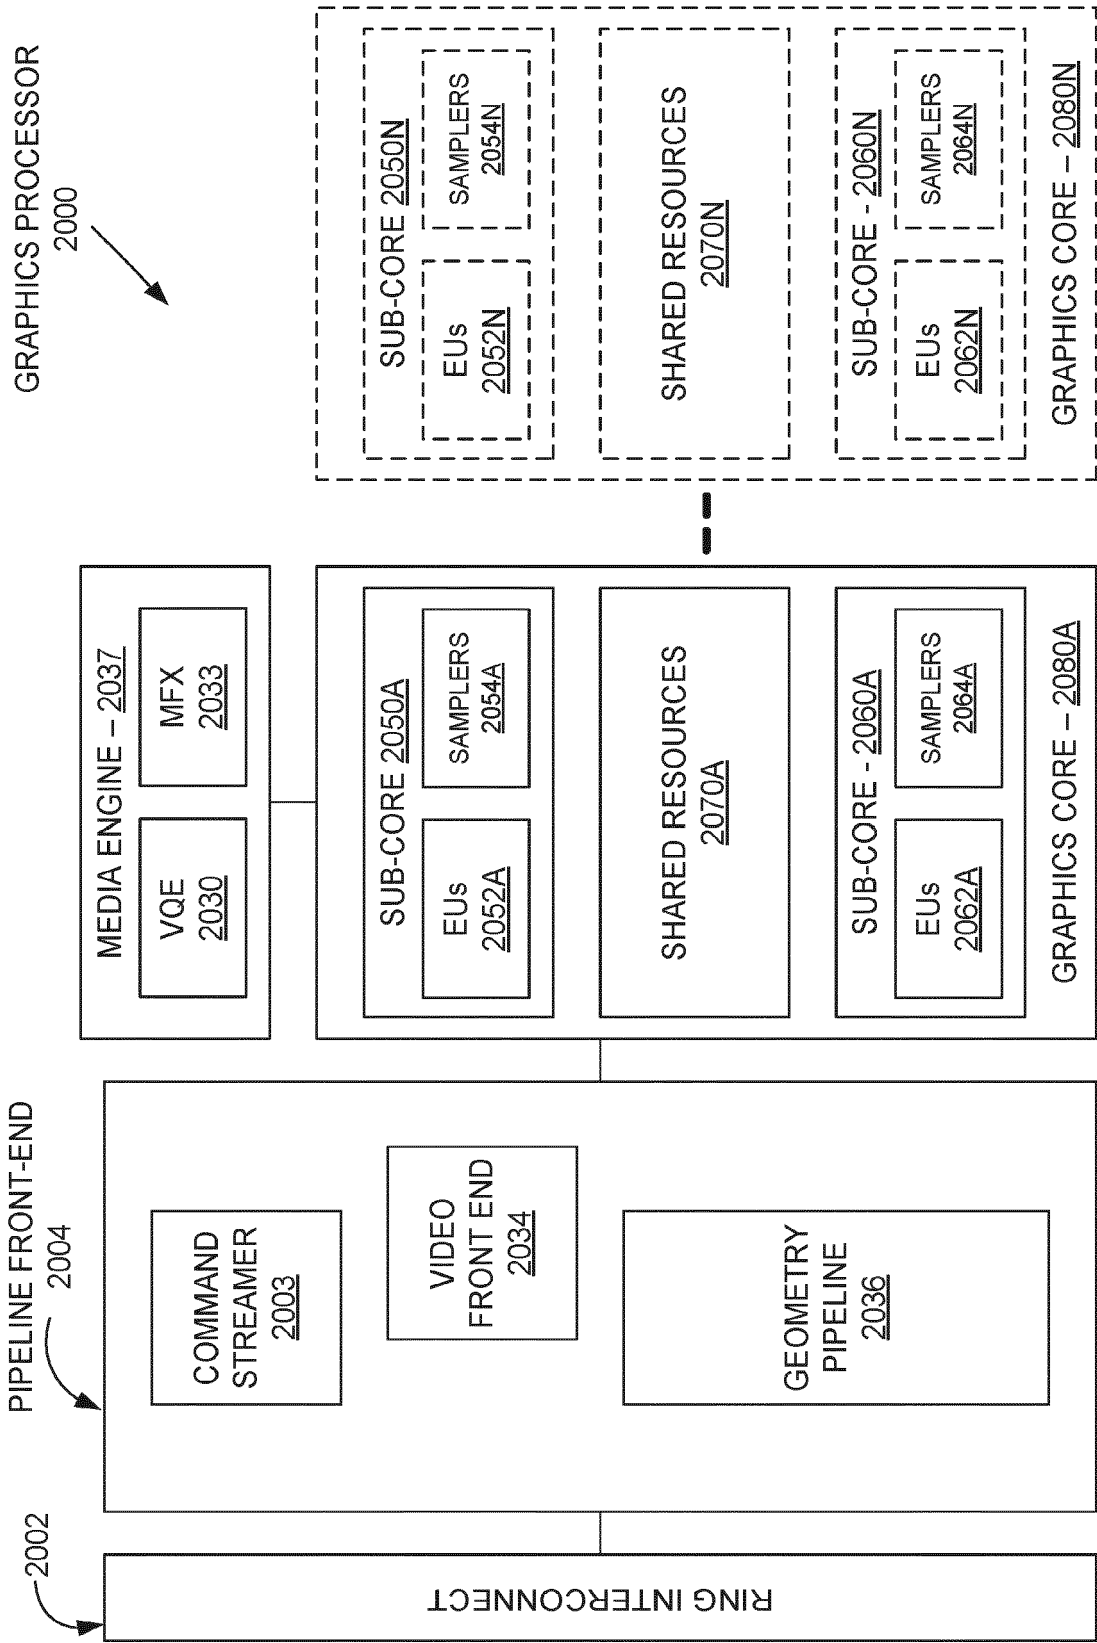 GRAPHICS PROCESSOR
2000
2002
RING INTERCONNECT
PIPELINE FRONT-END
2004
COMMAND
STREAMER
2003
VIDEO
FRONT END
2034
GEOMETRY
PIPELINE
2036
MEDIA ENGINE – 2037
VQE
2030
MFX
2033
SUB-CORE 2050A
EUs
2052A
SAMPLERS
2054A
SHARED RESOURCES
2070A
SUB-CORE - 2060A
EUs
2062A
SAMPLERS
2064A
GRAPHICS CORE – 2080A
SUB-CORE 2050N
EUs
2052N
SAMPLERS
2054N
SHARED RESOURCES
2070N
SUB-CORE - 2060N
EUs
2062N
SAMPLERS
2064N
GRAPHICS CORE – 2080N